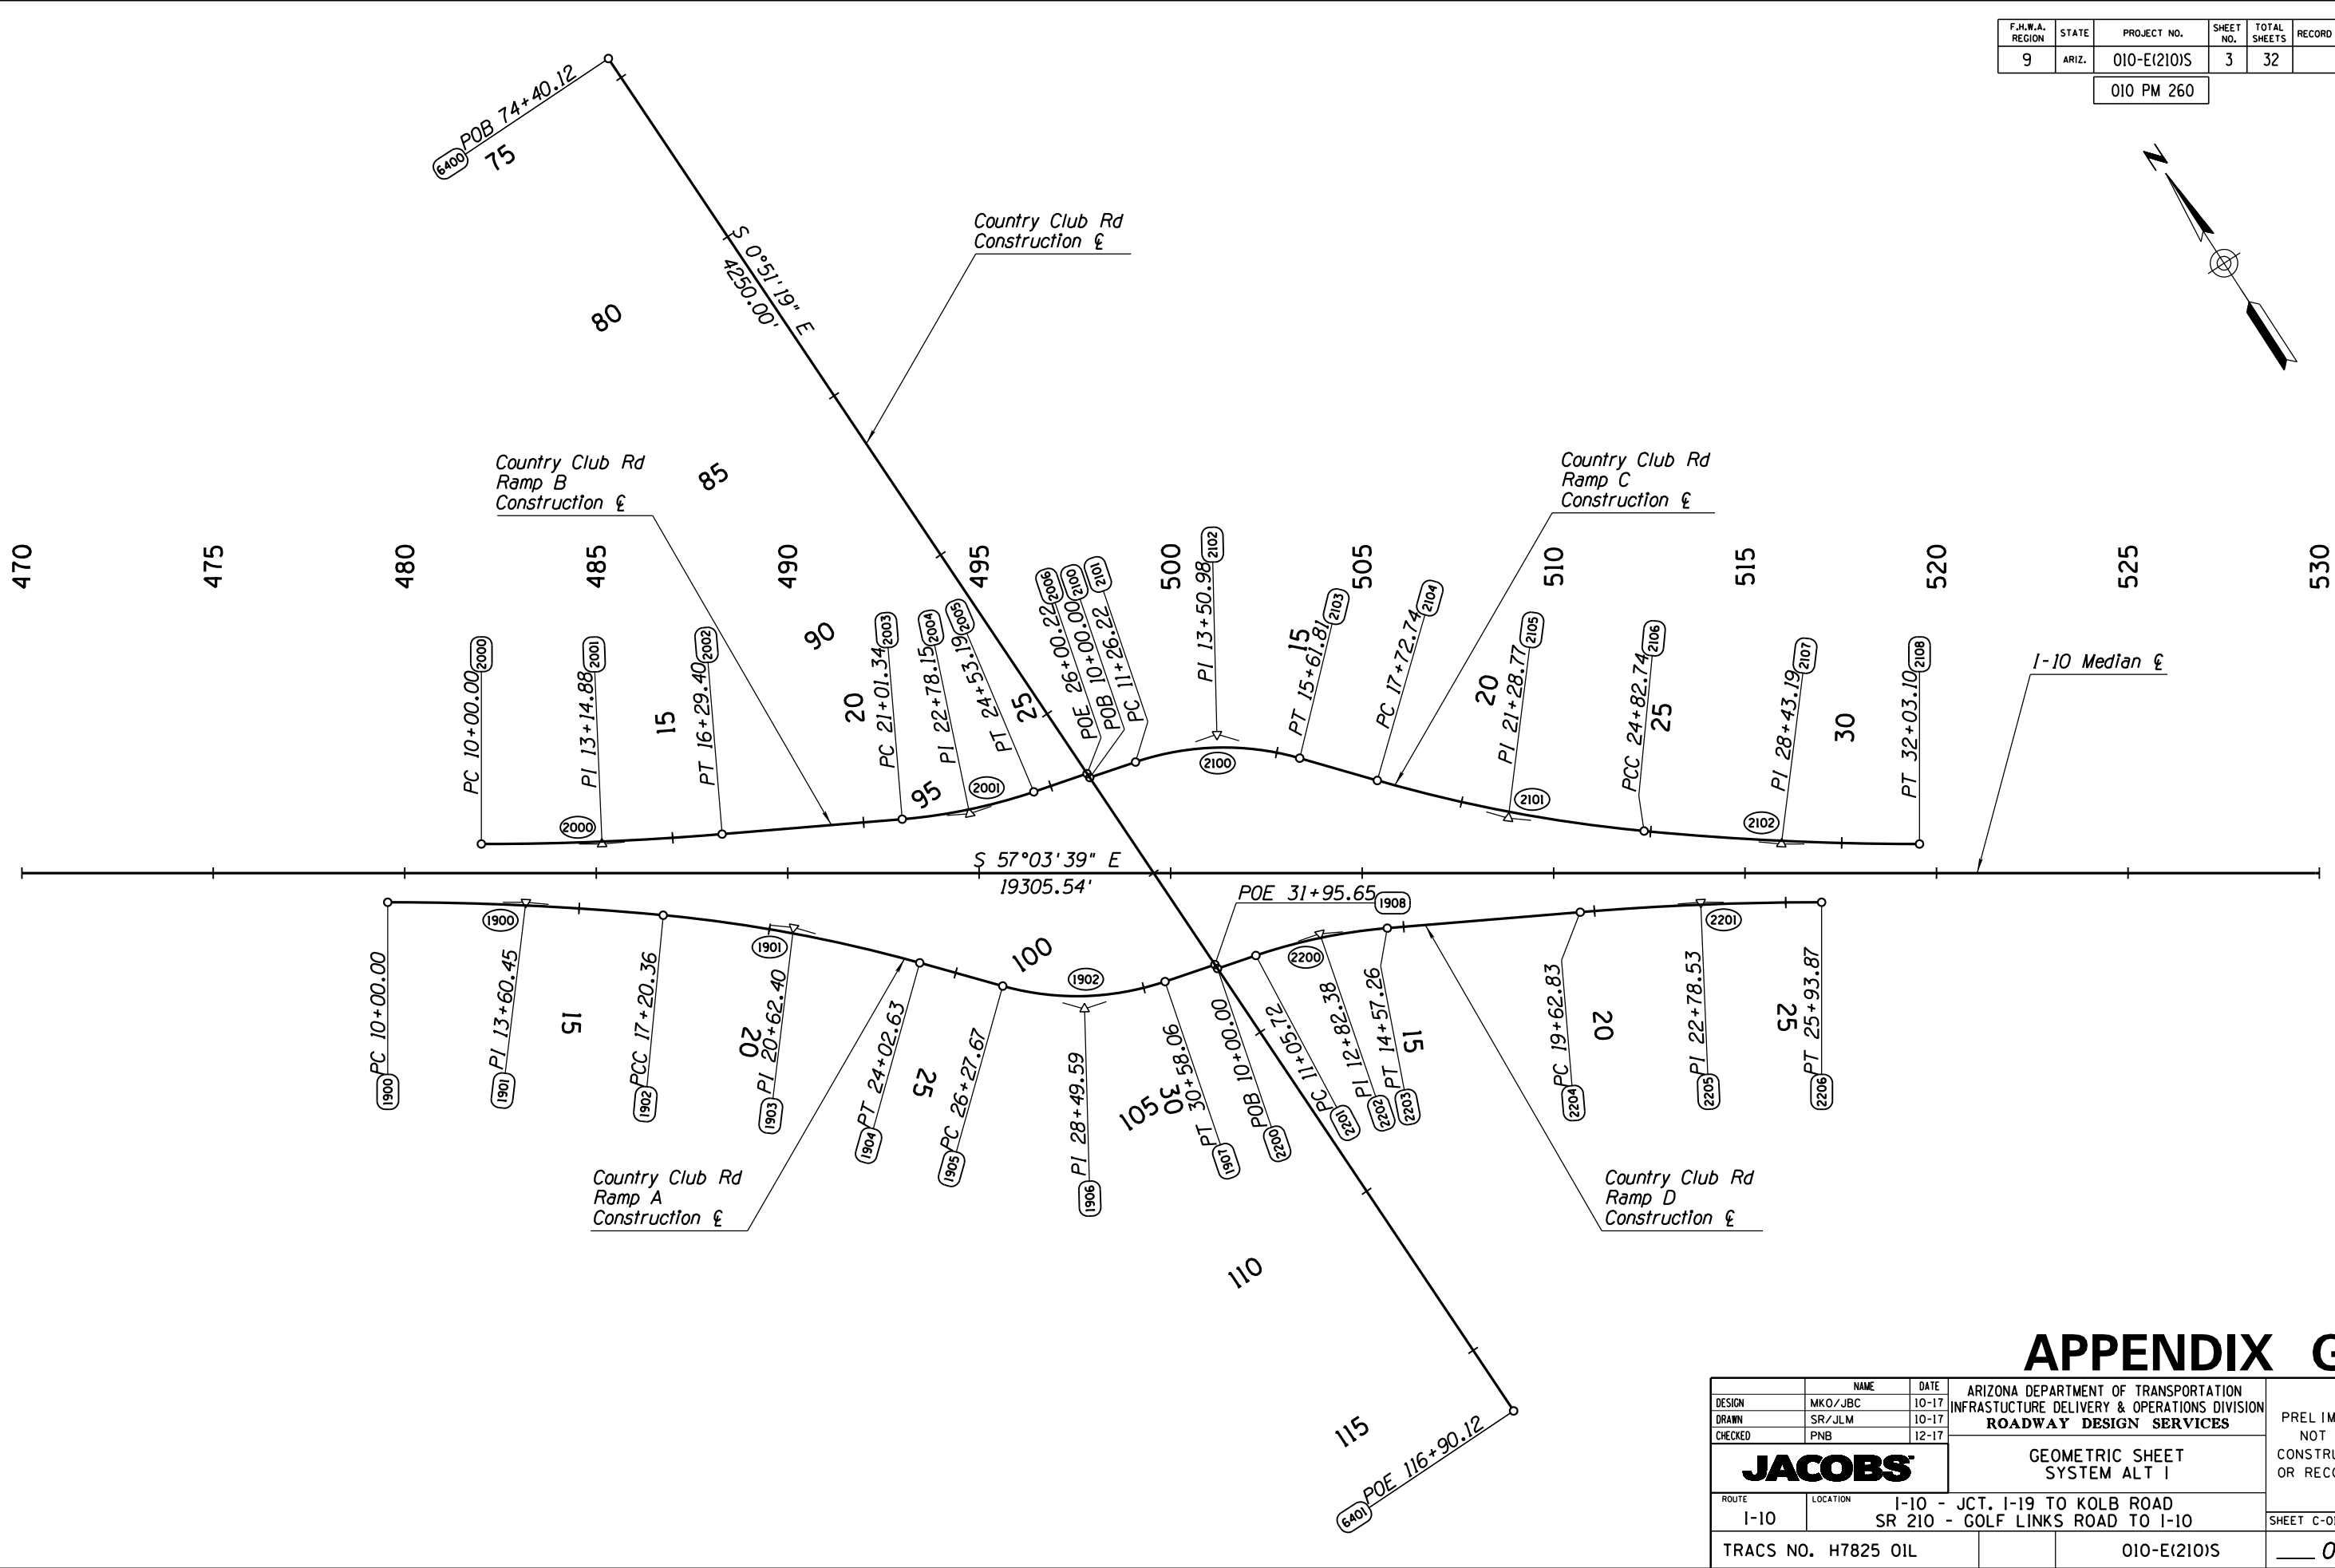 F.H.W.A. REGION
STATE
PROJECT NO.
SHEET NO.
TOTAL SHEETS
RECORD
9
ARIZ.
010-E(210)S
3
32
010 PM 260
N
POB 74+40.12
6400
75
S 0°51'19" E
4250.00'
Country Club Rd
Construction ℄
80
85
90
95
100
105
110
115
Country Club Rd
Ramp B
Construction ℄
Country Club Rd
Ramp C
Construction ℄
470
475
480
485
490
495
500
505
510
515
520
525
530
I-10 Median ℄
PC 10+00.00 2000
PI 13+14.88 2001
15
PT 16+29.40 2002
20
PC 21+01.34 2003
PI 22+78.15 2004
PT 24+53.19 2005
25
POE 26+00.22 2006
POB 10+00.00 2100
PC 11+26.22 2101
PI 13+50.98 2102
15
PT 15+61.81 2103
PC 17+72.74 2104
20
PI 21+28.77 2105
PCC 24+82.74 2106
25
PI 28+43.19 2107
30
PT 32+03.10 2108
2000
2001
2100
2101
2102
S 57°03'39" E
19305.54'
POE 31+95.65 1908
1900
1901
1902
2200
2201
PC 10+00.00 1900
PI 13+60.45 1901
15
PCC 17+20.36 1902
20
PI 20+62.40 1903
PT 24+02.63 1904
25
PC 26+27.67 1905
PI 28+49.59 1906
30
PT 30+58.06 1907
POB 10+00.00 2200
PC 11+05.72 2201
PI 12+82.38 2202
PT 14+57.26 2203
15
PC 19+62.83 2204
20
PI 22+78.53 2205
25
PT 25+93.87 2206
Country Club Rd
Ramp A
Construction ℄
Country Club Rd
Ramp D
Construction ℄
POE 116+90.12
6401
APPENDIX G
NAME
DATE
DESIGN
MKO/JBC
10-17
DRAWN
SR/JLM
10-17
CHECKED
PNB
12-17
ARIZONA DEPARTMENT OF TRANSPORTATION
INFRASTUCTURE DELIVERY & OPERATIONS DIVISION
ROADWAY DESIGN SERVICES
JACOBS
GEOMETRIC SHEET
SYSTEM ALT 1
PRELIM
NOT
CONSTRU
OR RECO
ROUTE
I-10
LOCATION
I-10 - JCT. I-19 TO KOLB ROAD
SR 210 - GOLF LINKS ROAD TO I-10
SHEET C-01
TRACS NO. H7825 01L
010-E(210)S